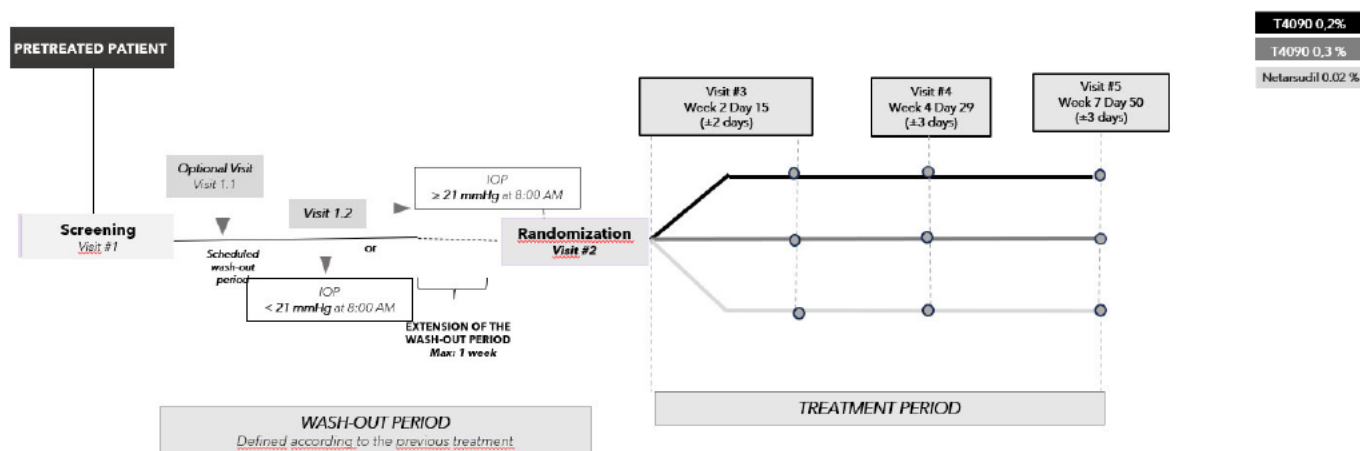 T4090 0,2%
T4090 0,3 %
Netarsudil 0.02 %
PRETREATED PATIENT
Visit #3
Week 2 Day 15
(±2 days)
Visit #4
Week 4 Day 29
(±3 days)
Visit #5
Week 7 Day 50
(±3 days)
Optional Visit
Visit 1.1
IOP
≥ 21 mmHg at 8:00 AM
Visit 1.2
Screening
Visit #1
Scheduled
wash-out
period
or
Randomization
Visit #2
IOP
< 21 mmHg at 8:00 AM
EXTENSION OF THE
WASH-OUT PERIOD
Max: 1 week
WASH-OUT PERIOD
Defined according to the previous treatment
TREATMENT PERIOD